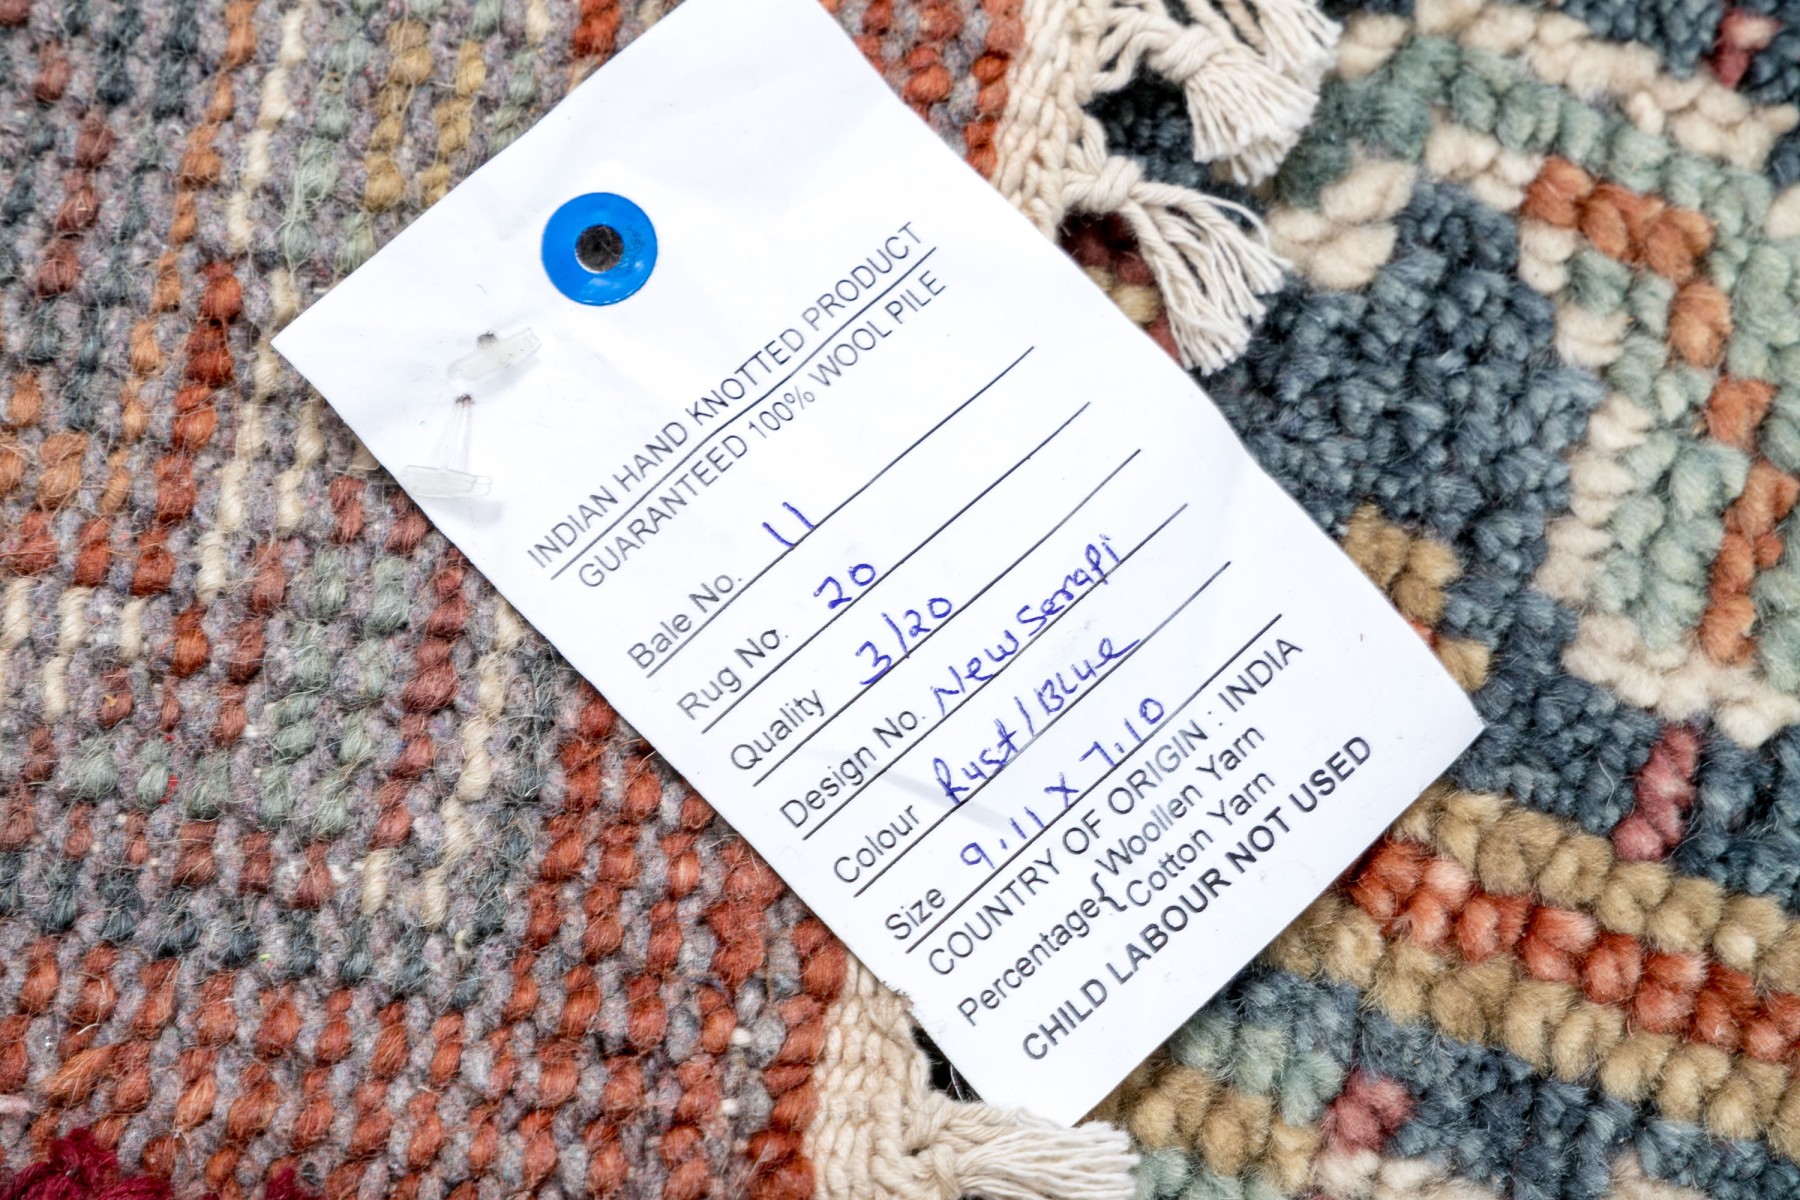 INDIAN HAND KNOTTED PRODUCT
GUARANTEED 100% WOOL PILE
Bale No. 11
Rug No. 20
Quality 3/20
Design No. New Serapi
Colour Rust/Blue
Size 9.11 x 7.10
COUNTRY OF ORIGIN : INDIA
Percentage { Woollen Yarn
Cotton Yarn
CHILD LABOUR NOT USED